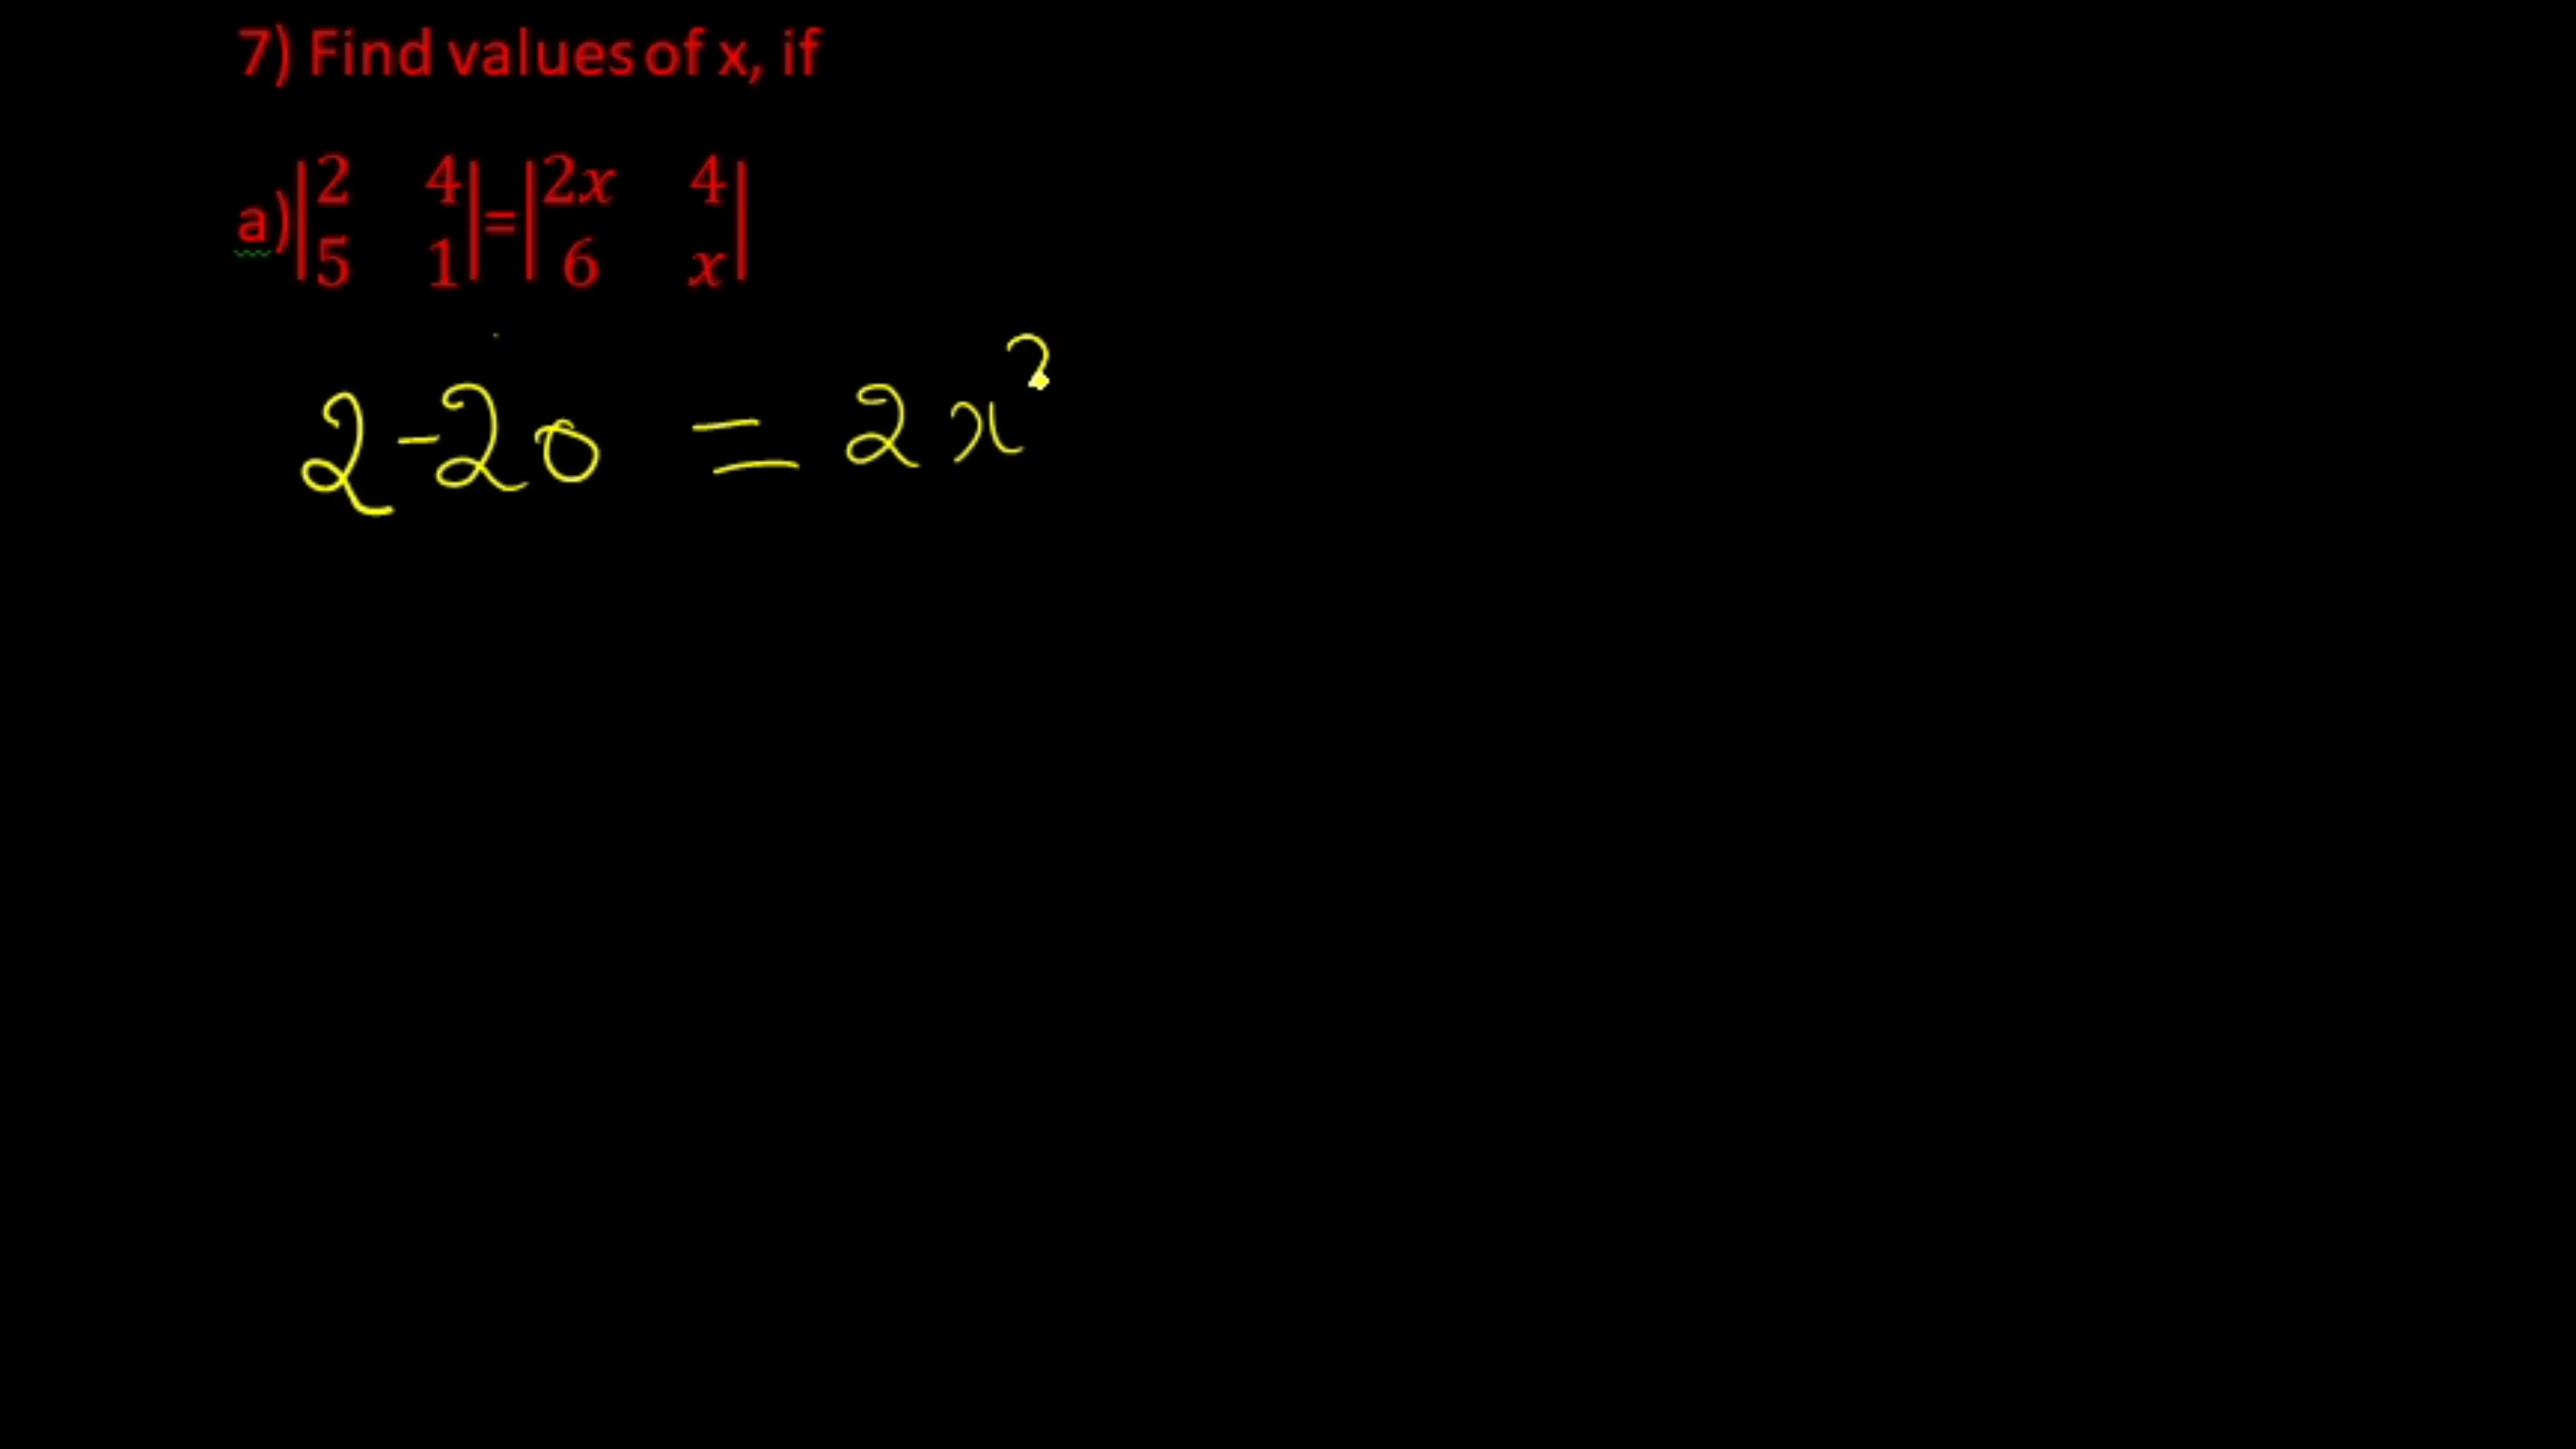 7) Find values of x, if
a) |2 4; 5 1| = |2x 4; 6 x|
2-20 = 2x²